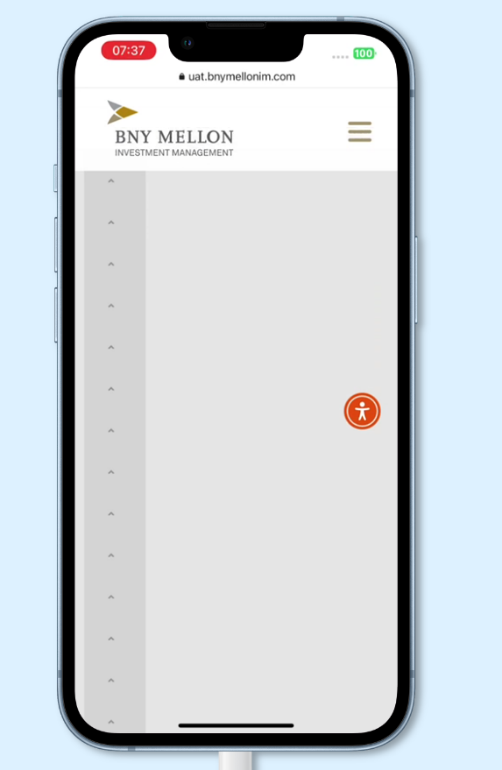 07:37
100
uat.bnymellonim.com
BNY MELLON
INVESTMENT MANAGEMENT